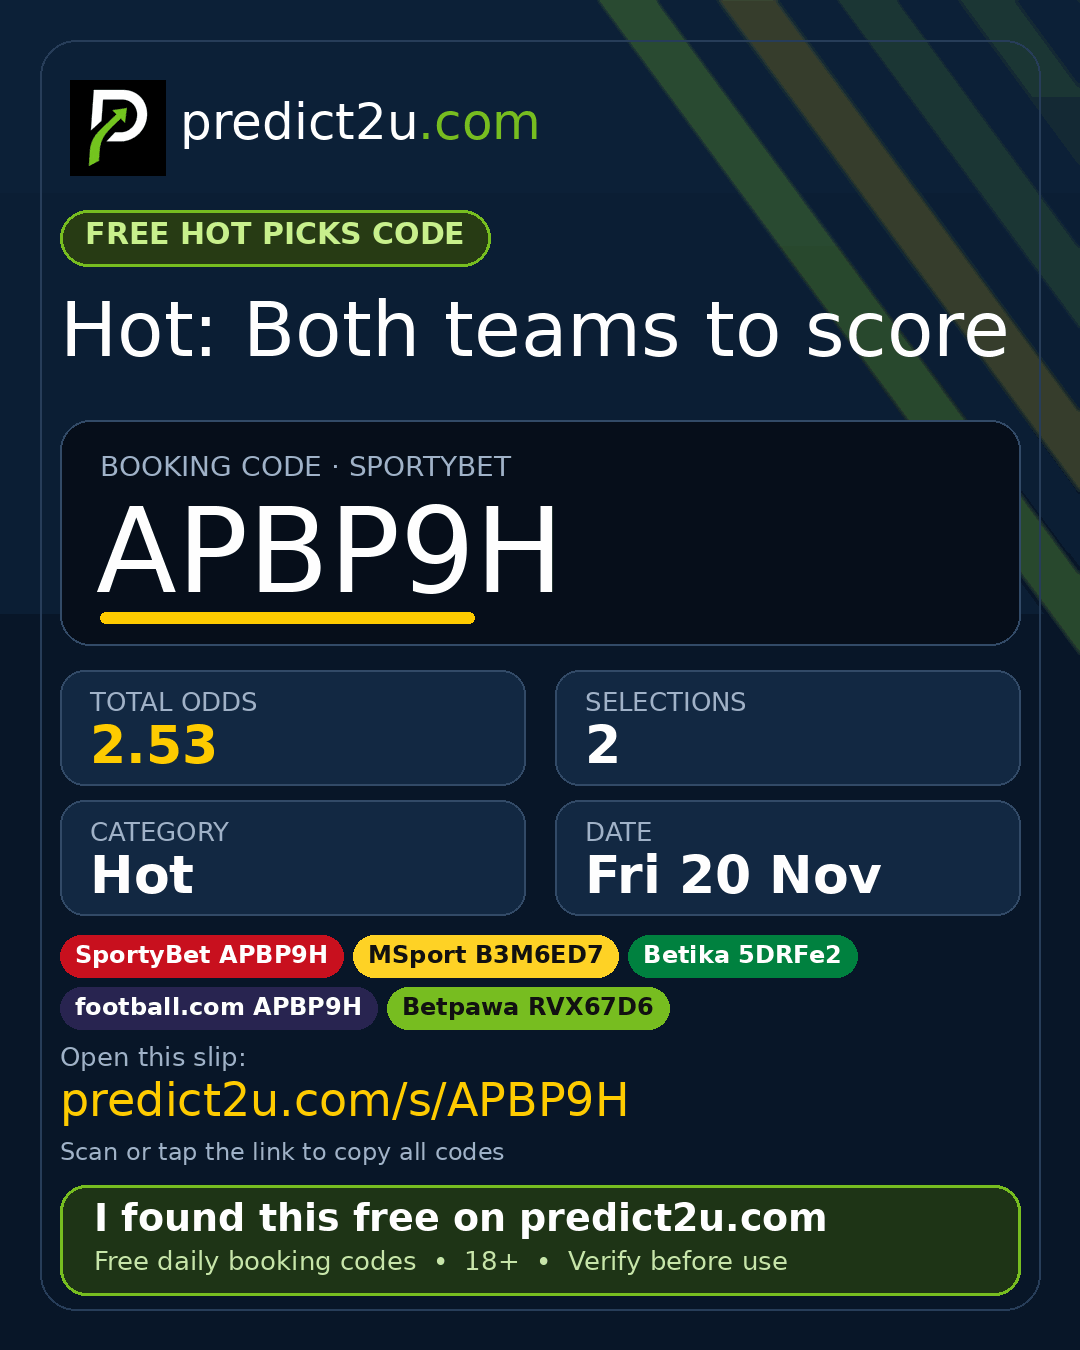 predict2u.com
FREE HOT PICKS CODE
Hot: Both teams to score
BOOKING CODE · SPORTYBET
APBP9H
TOTAL ODDS
2.53
SELECTIONS
2
CATEGORY
Hot
DATE
Fri 20 Nov
SportyBet APBP9H
MSport B3M6ED7
Betika 5DRFe2
football.com APBP9H
Betpawa RVX67D6
Open this slip:
predict2u.com/s/APBP9H
Scan or tap the link to copy all codes
I found this free on predict2u.com
Free daily booking codes • 18+ • Verify before use